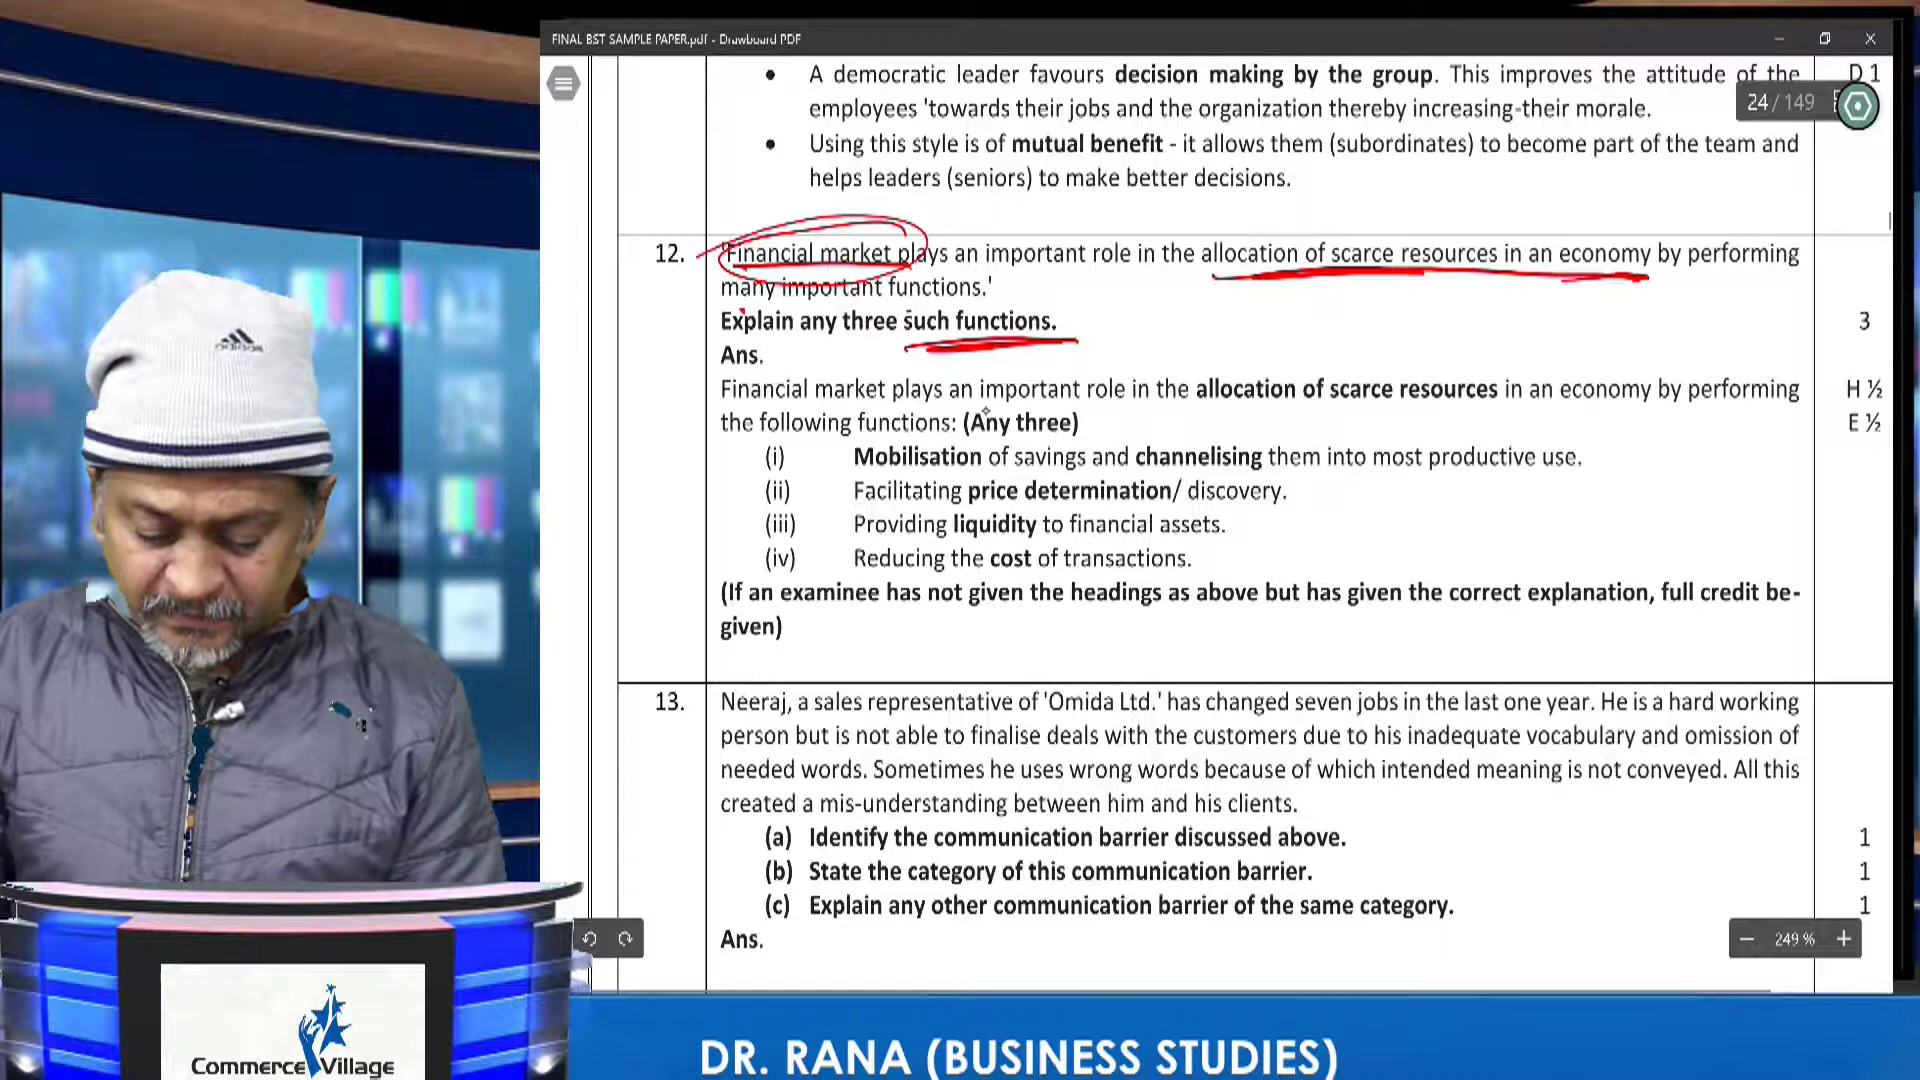 FINAL BST SAMPLE PAPER.pdf - Drawboard PDF
• A democratic leader favours decision making by the group. This improves the attitude of the
D 1
employees 'towards their jobs and the organization thereby increasing-their morale.
24 / 149
• Using this style is of mutual benefit - it allows them (subordinates) to become part of the team and
helps leaders (seniors) to make better decisions.
12. 'Financial market plays an important role in the allocation of scarce resources in an economy by performing
many important functions.'
Explain any three such functions. 3
Ans.
Financial market plays an important role in the allocation of scarce resources in an economy by performing H ½
the following functions: (Any three) E ½
(i) Mobilisation of savings and channelising them into most productive use.
(ii) Facilitating price determination/ discovery.
(iii) Providing liquidity to financial assets.
(iv) Reducing the cost of transactions.
(If an examinee has not given the headings as above but has given the correct explanation, full credit be-
given)
13. Neeraj, a sales representative of 'Omida Ltd.' has changed seven jobs in the last one year. He is a hard working
person but is not able to finalise deals with the customers due to his inadequate vocabulary and omission of
needed words. Sometimes he uses wrong words because of which intended meaning is not conveyed. All this
created a mis-understanding between him and his clients.
(a) Identify the communication barrier discussed above. 1
(b) State the category of this communication barrier. 1
(c) Explain any other communication barrier of the same category. 1
Ans.
249 %
adidas
Commerce Village
DR. RANA (BUSINESS STUDIES)